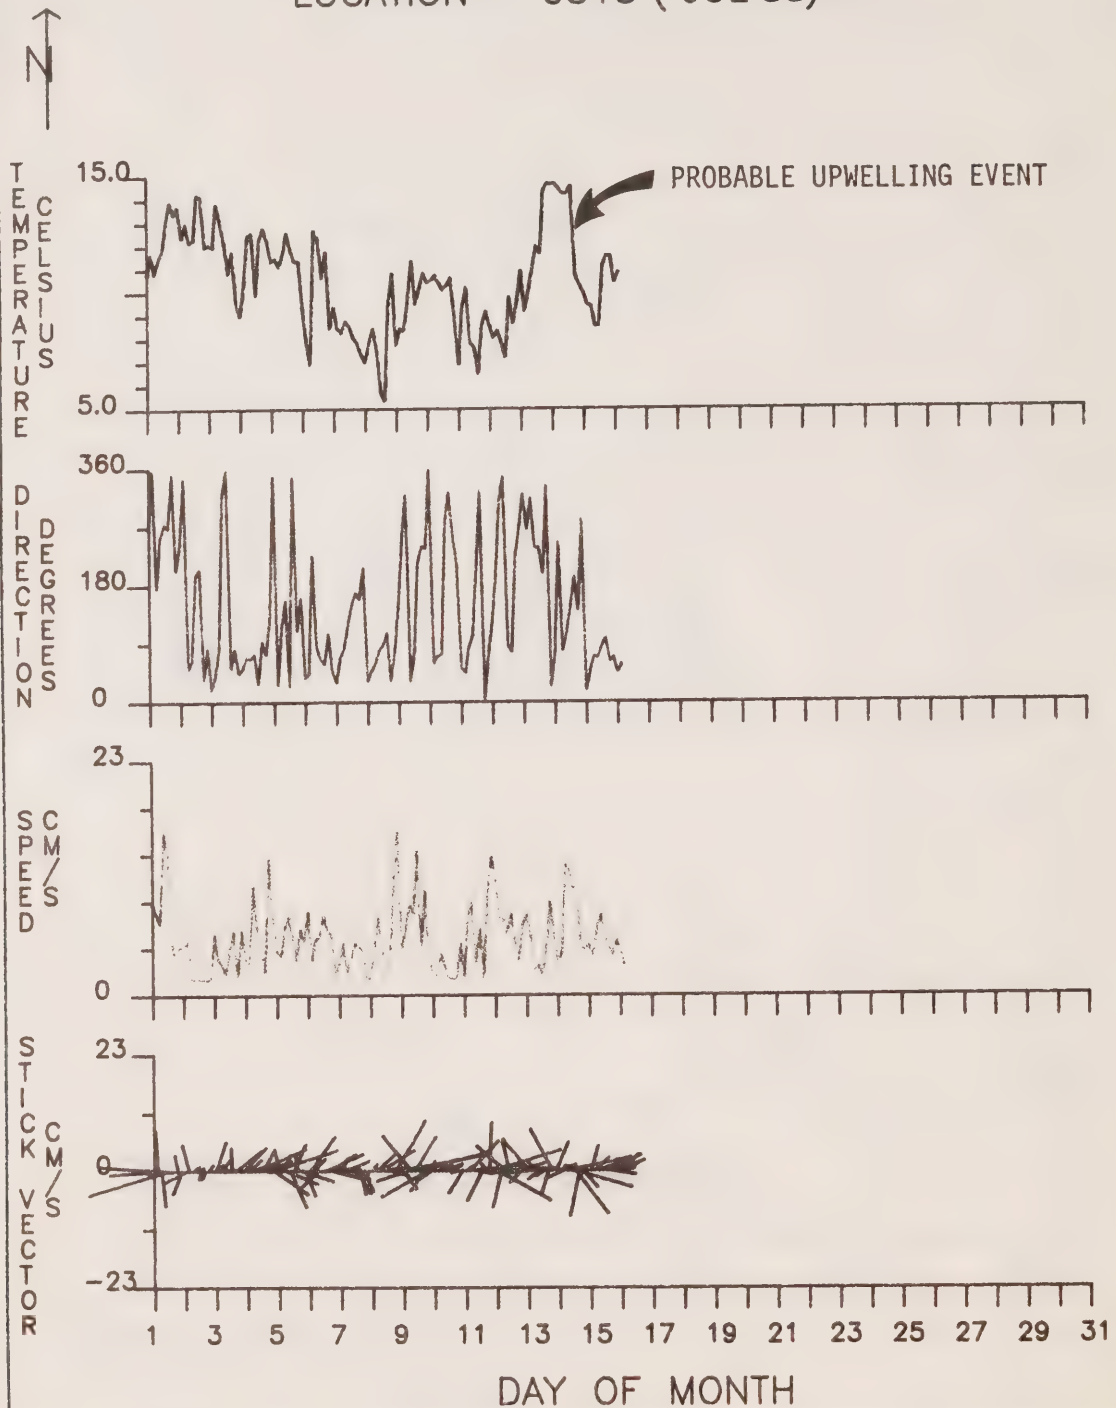 N
TEMPERATURE
CELSIUS
15.0
5.0
PROBABLE UPWELLING EVENT
DIRECTION
DEGREES
360
180
0
SPEED
CM/S
23
0
STICK VECTOR
CM/S
23
0
-23
1 3 5 7 9 11 13 15 17 19 21 23 25 27 29 31
DAY OF MONTH